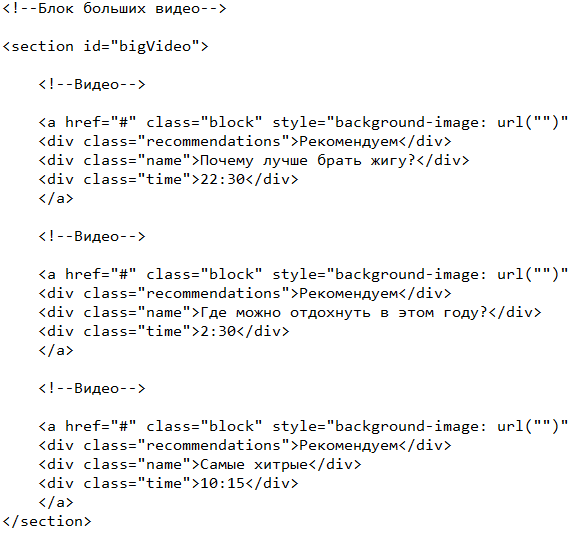 <!--Блок больших видео-->
<section id="bigVideo">
<!--Видео-->
<a href="#" class="block" style="background-image: url("")"
<div class="recommendations">Рекомендуем</div>
<div class="name">Почему лучше брать жигу?</div>
<div class="time">22:30</div>
</a>
<!--Видео-->
<a href="#" class="block" style="background-image: url("")"
<div class="recommendations">Рекомендуем</div>
<div class="name">Где можно отдохнуть в этом году?</div>
<div class="time">2:30</div>
</a>
<!--Видео-->
<a href="#" class="block" style="background-image: url("")"
<div class="recommendations">Рекомендуем</div>
<div class="name">Самые хитрые</div>
<div class="time">10:15</div>
</a>
</section>